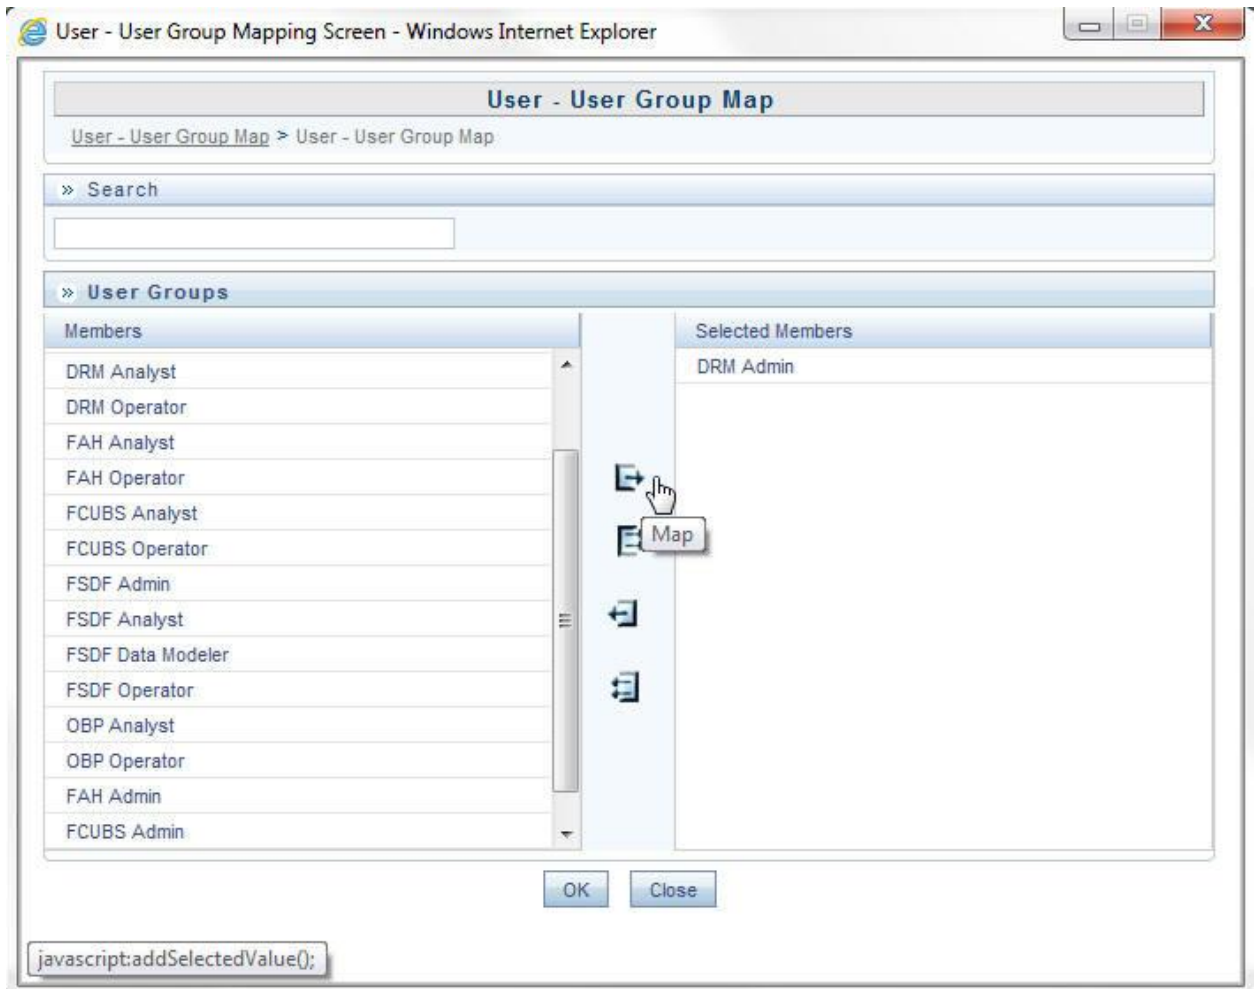 User - User Group Mapping Screen - Windows Internet Explorer
User - User Group Map
User - User Group Map > User - User Group Map
» Search
» User Groups
Members
Selected Members
DRM Analyst
DRM Admin
DRM Operator
FAH Analyst
FAH Operator
FCUBS Analyst
Map
FCUBS Operator
FSDF Admin
FSDF Analyst
FSDF Data Modeler
FSDF Operator
OBP Analyst
OBP Operator
FAH Admin
FCUBS Admin
OK Close
javascript:addSelectedValue();